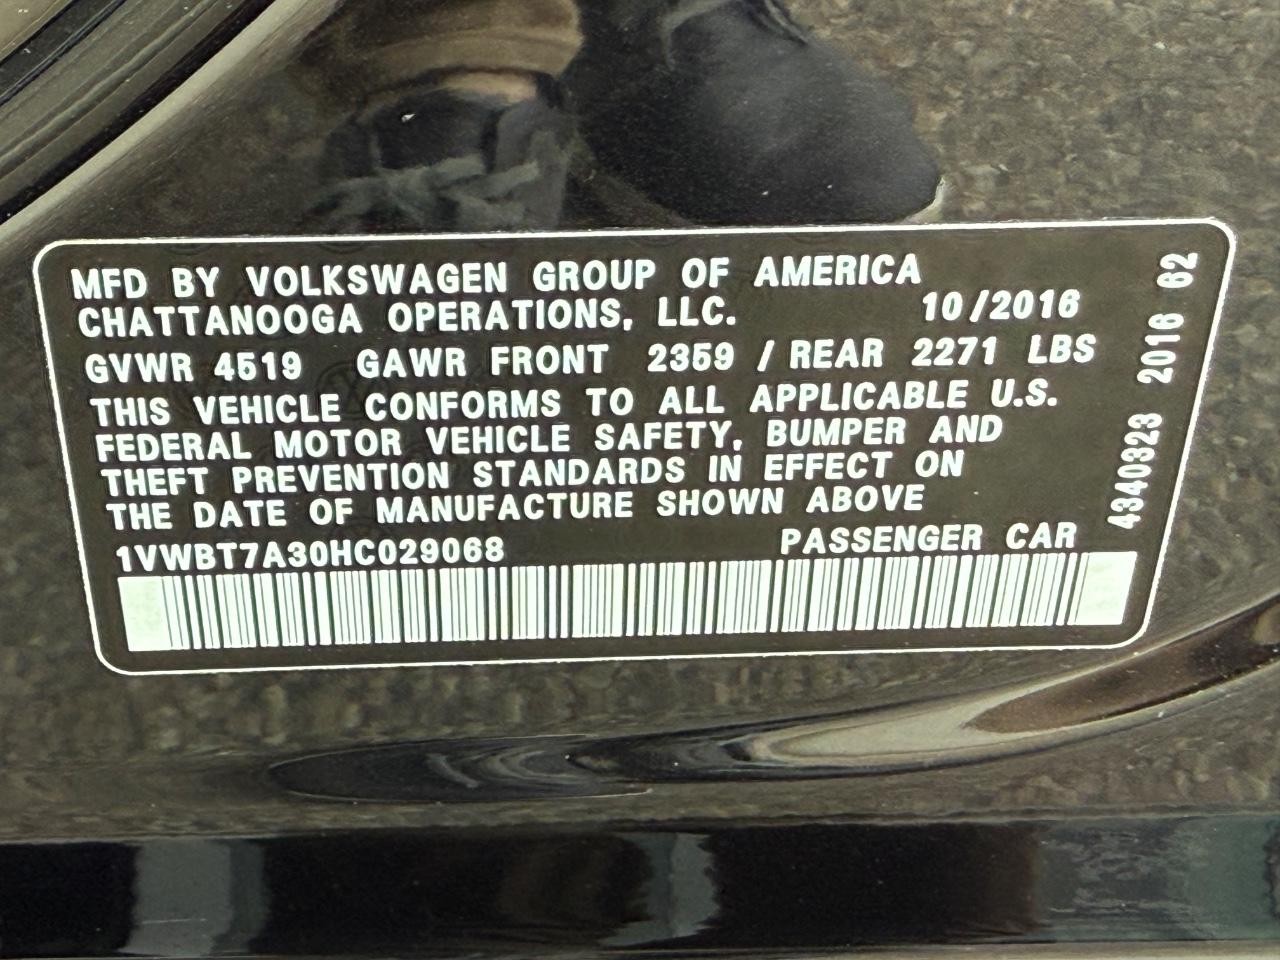 MFD BY VOLKSWAGEN GROUP OF AMERICA
CHATTANOOGA OPERATIONS, LLC. 10/2016
GVWR 4519 GAWR FRONT 2359 / REAR 2271 LBS
THIS VEHICLE CONFORMS TO ALL APPLICABLE U.S.
FEDERAL MOTOR VEHICLE SAFETY, BUMPER AND
THEFT PREVENTION STANDARDS IN EFFECT ON
THE DATE OF MANUFACTURE SHOWN ABOVE
1VWBT7A30HC029068 PASSENGER CAR
4340323 2016 62